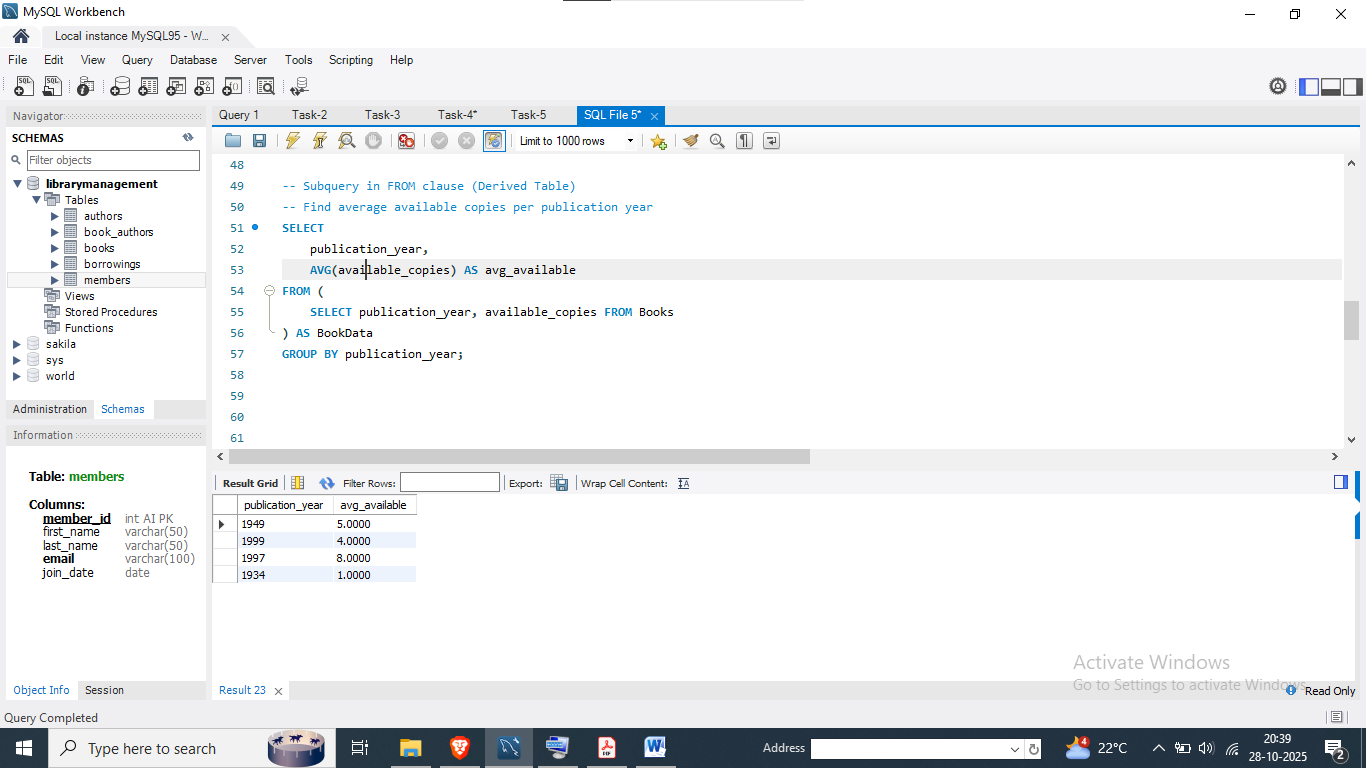 MySQL Workbench
Local instance MySQL95 - W...
File Edit View Query Database Server Tools Scripting Help
Navigator
SCHEMAS
Filter objects
librarymanagement
Tables
authors
book_authors
books
borrowings
members
Views
Stored Procedures
Functions
sakila
sys
world
Administration Schemas
Information
Table: members
Columns:
member_id int AI PK
first_name varchar(50)
last_name varchar(50)
email varchar(100)
join_date date
Object Info Session
Query 1 Task-2 Task-3 Task-4* Task-5 SQL File 5*
Limit to 1000 rows
48
49 -- Subquery in FROM clause (Derived Table)
50 -- Find average available copies per publication year
51 SELECT
52 publication_year,
53 AVG(available_copies) AS avg_available
54 FROM (
55 SELECT publication_year, available_copies FROM Books
56 ) AS BookData
57 GROUP BY publication_year;
58
59
60
61
Result Grid Filter Rows: Export: Wrap Cell Content:
publication_year avg_available
1949 5.0000
1999 4.0000
1997 8.0000
1934 1.0000
Activate Windows
Go to Settings to activate Windows.
Result 23 Read Only
Query Completed
Type here to search Address 4 22°C 20:39
28-10-2025 2